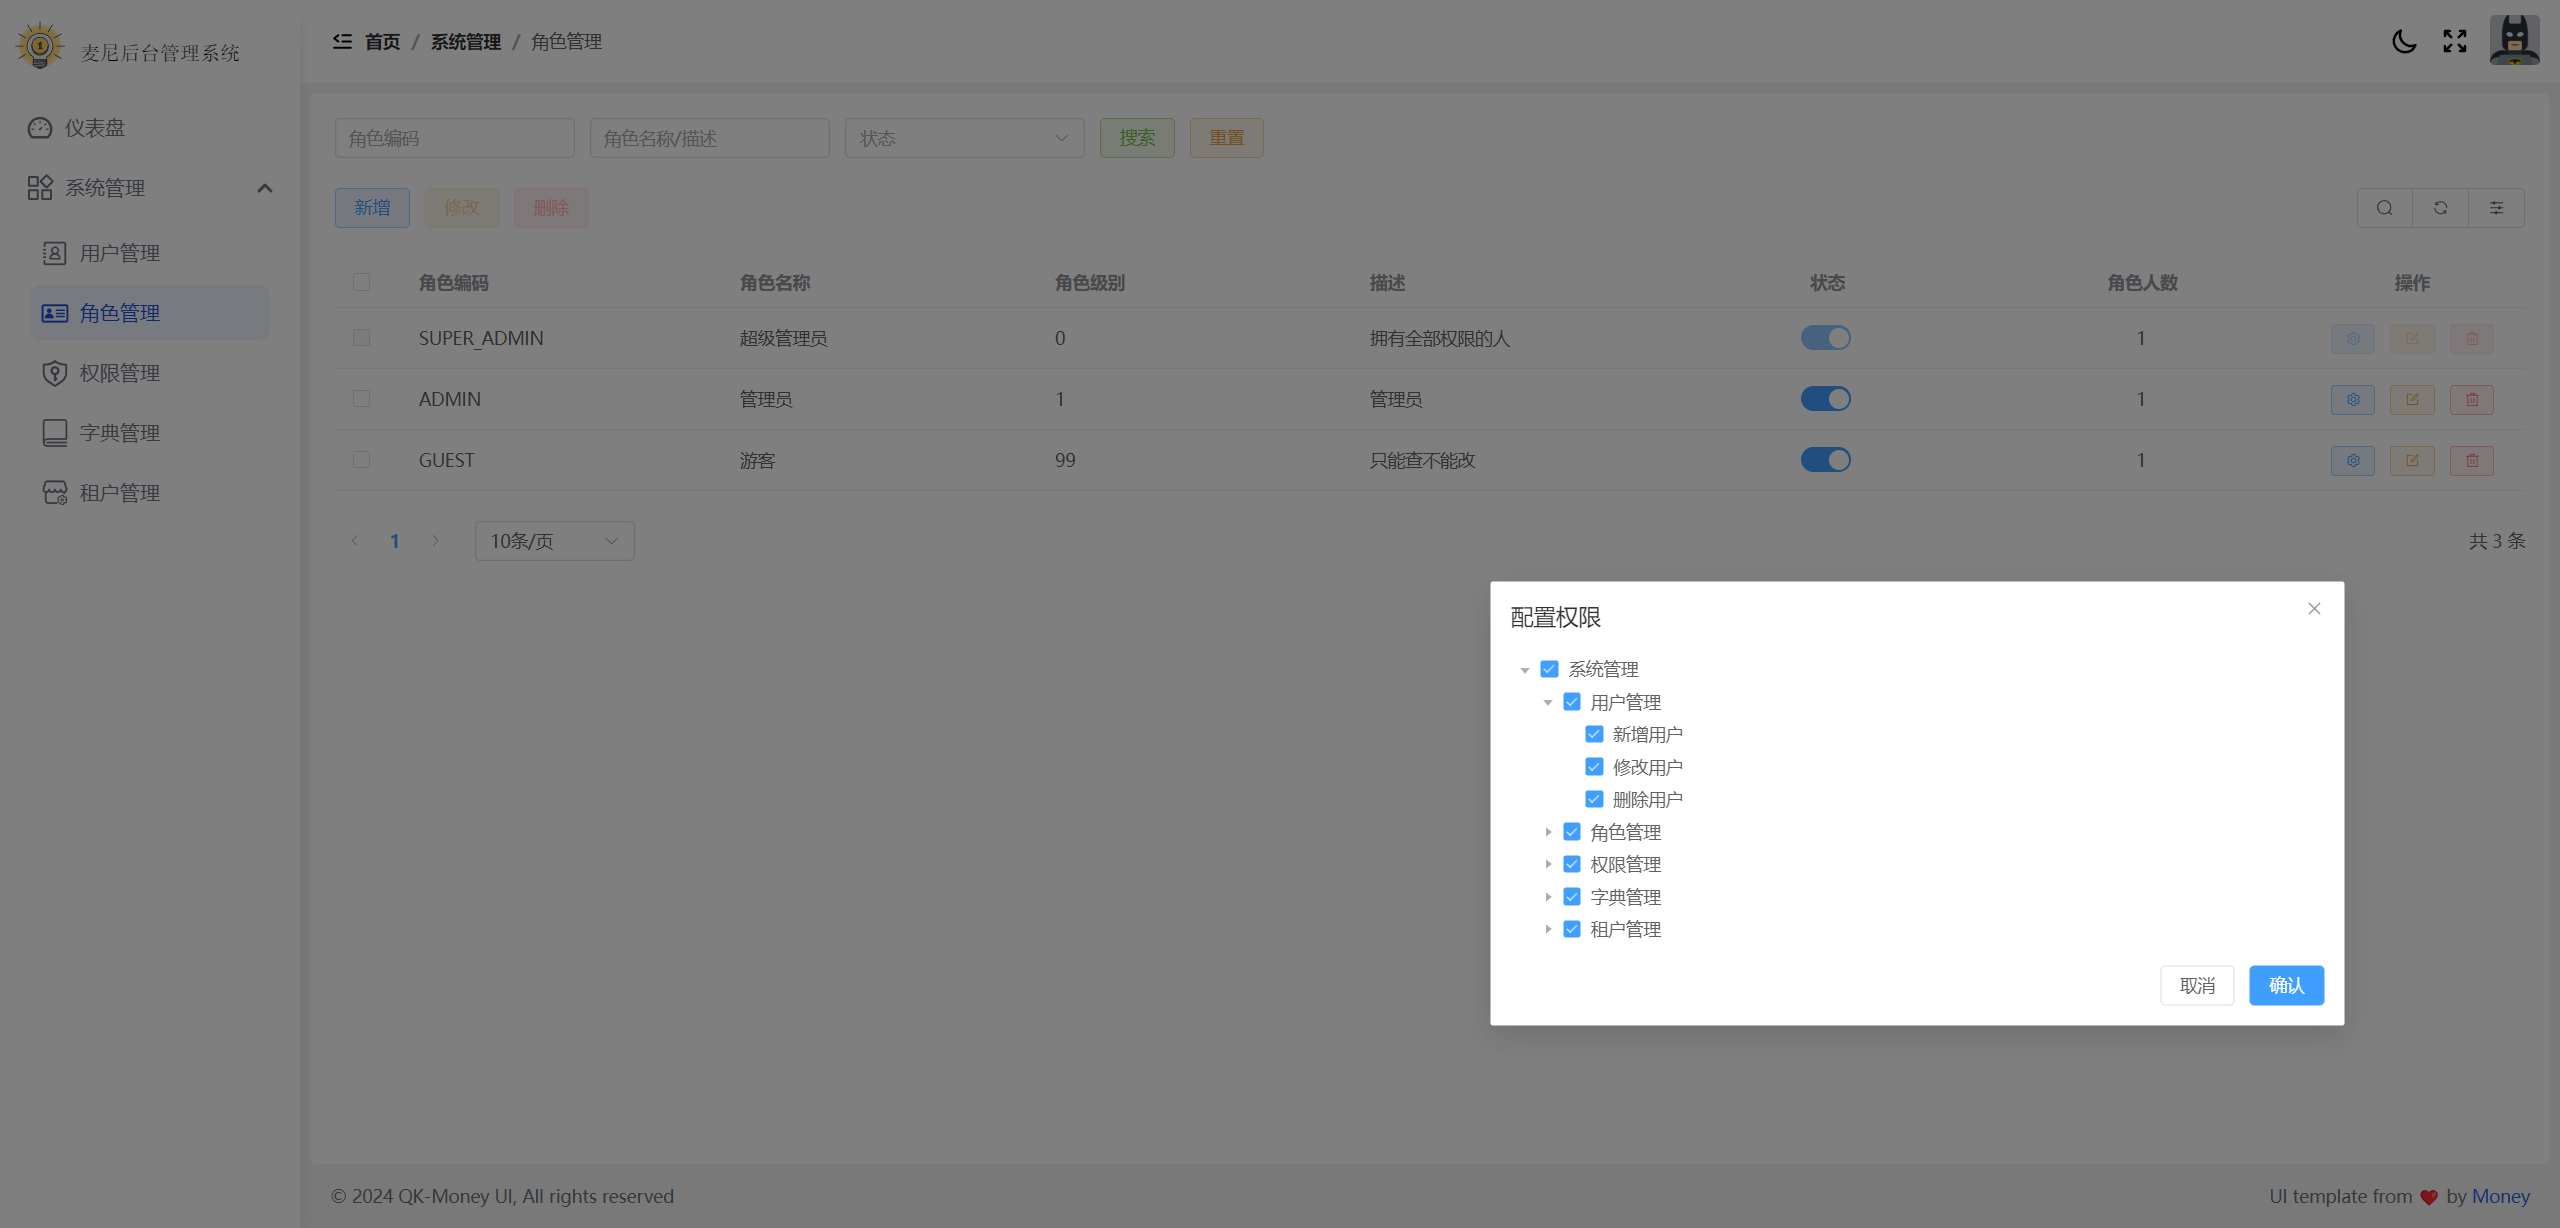 麦尼后台管理系统
首页 / 系统管理 / 角色管理
仪表盘
系统管理
用户管理
角色管理
权限管理
字典管理
租户管理
角色编码 角色名称/描述 状态 搜索 重置
新增 修改 删除
角色编码 角色名称 角色级别 描述 状态 角色人数 操作
SUPER_ADMIN 超级管理员 0 拥有全部权限的人 1
ADMIN 管理员 1 管理员 1
GUEST 游客 99 只能查不能改 1
1 10条/页 共 3 条
配置权限
系统管理
用户管理
新增用户
修改用户
删除用户
角色管理
权限管理
字典管理
租户管理
取消 确认
© 2024 QK-Money UI, All rights reserved
UI template from ❤ by Money